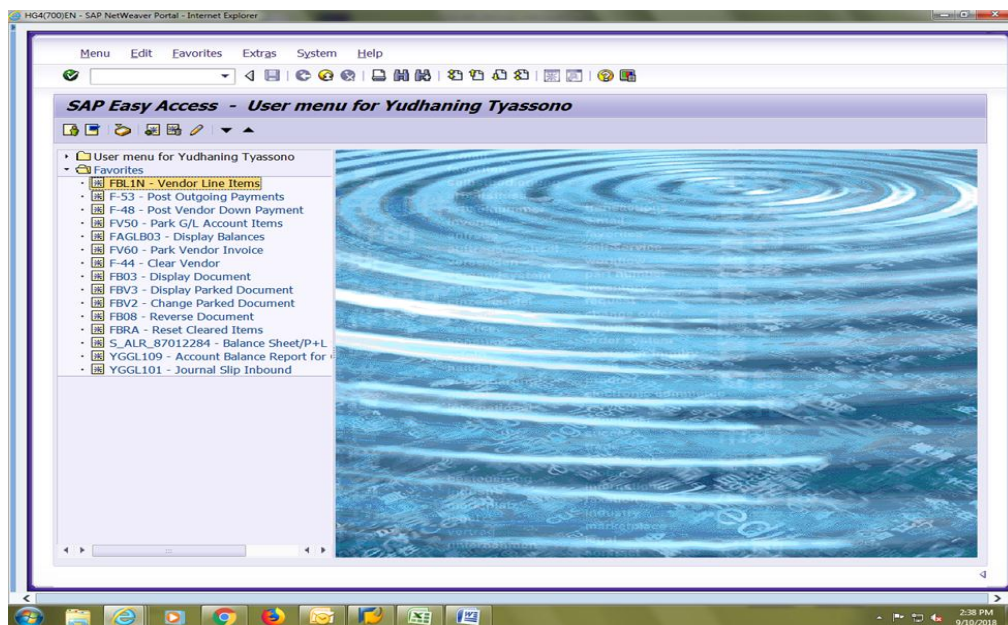 HG4(700)EN - SAP NetWeaver Portal - Internet Explorer
Menu Edit Favorites Extras System Help
SAP Easy Access - User menu for Yudhaning Tyassono
User menu for Yudhaning Tyassono
Favorites
FBL1N - Vendor Line Items
F-53 - Post Outgoing Payments
F-48 - Post Vendor Down Payment
FV50 - Park G/L Account Items
FAGLB03 - Display Balances
FV60 - Park Vendor Invoice
F-44 - Clear Vendor
FB03 - Display Document
FBV3 - Display Parked Document
FBV2 - Change Parked Document
FB08 - Reverse Document
FBRA - Reset Cleared Items
S_ALR_87012284 - Balance Sheet/P+L
YGGL109 - Account Balance Report for
YGGL101 - Journal Slip Inbound
2:38 PM
9/10/2018